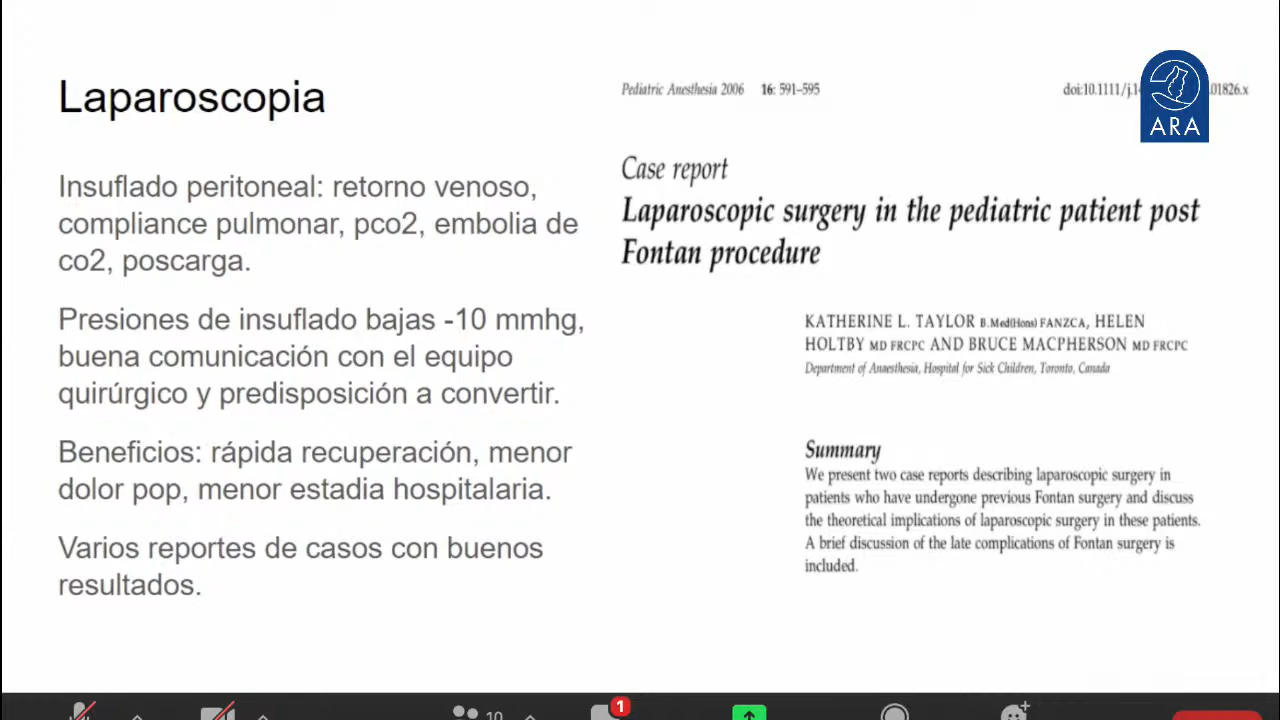 Laparoscopia
Insuflado peritoneal: retorno venoso,
compliance pulmonar, pco2, embolia de
co2, poscarga.
Presiones de insuflado bajas -10 mmhg,
buena comunicación con el equipo
quirúrgico y predisposición a convertir.
Beneficios: rápida recuperación, menor
dolor pop, menor estadia hospitalaria.
Varios reportes de casos con buenos
resultados.
Pediatric Anesthesia 2006 16: 591–595
doi:10.1111/j.1 01826.x
ARA
Case report
Laparoscopic surgery in the pediatric patient post
Fontan procedure
KATHERINE L. TAYLOR B.Med(Hons) FANZCA, HELEN
HOLTBY MD FRCPC AND BRUCE MACPHERSON MD FRCPC
Department of Anaesthesia, Hospital for Sick Children, Toronto, Canada
Summary
We present two case reports describing laparoscopic surgery in
patients who have undergone previous Fontan surgery and discuss
the theoretical implications of laparoscopic surgery in these patients.
A brief discussion of the late complications of Fontan surgery is
included.
1
10